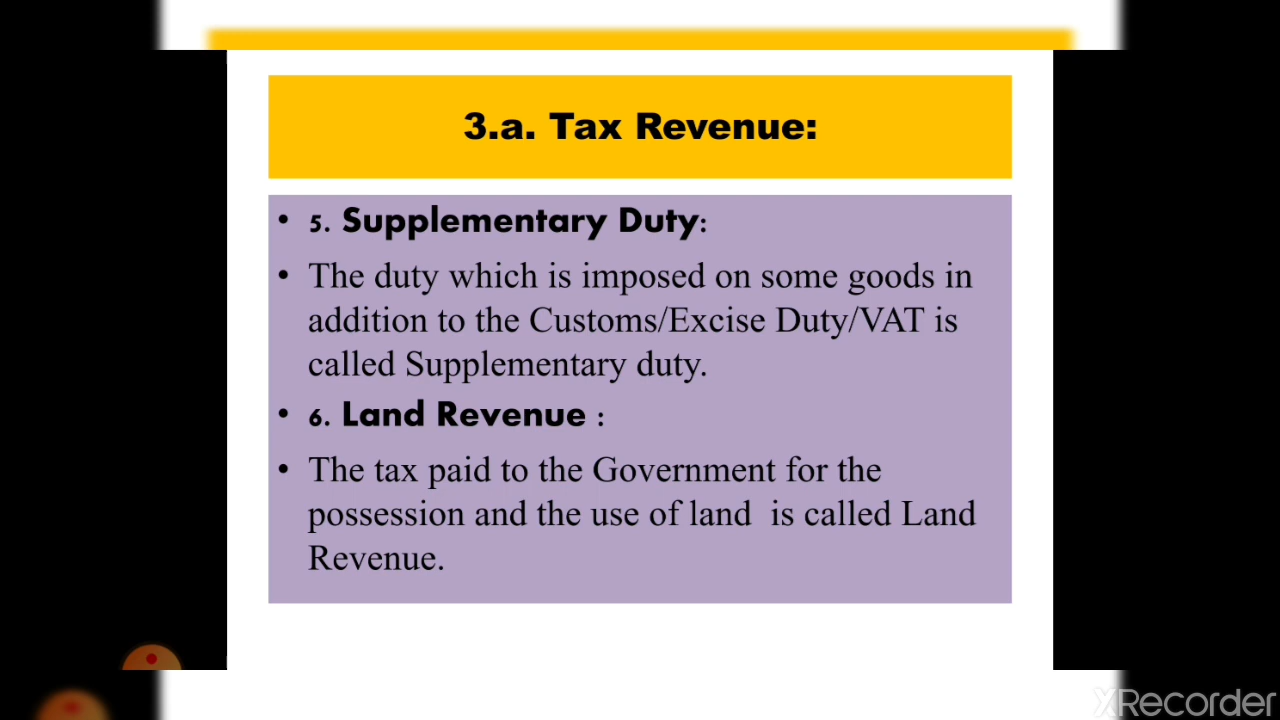 3.a. Tax Revenue:
• 5. Supplementary Duty:
• The duty which is imposed on some goods in
addition to the Customs/Excise Duty/VAT is
called Supplementary duty.
• 6. Land Revenue :
• The tax paid to the Government for the
possession and the use of land  is called Land
Revenue.
XRecorder